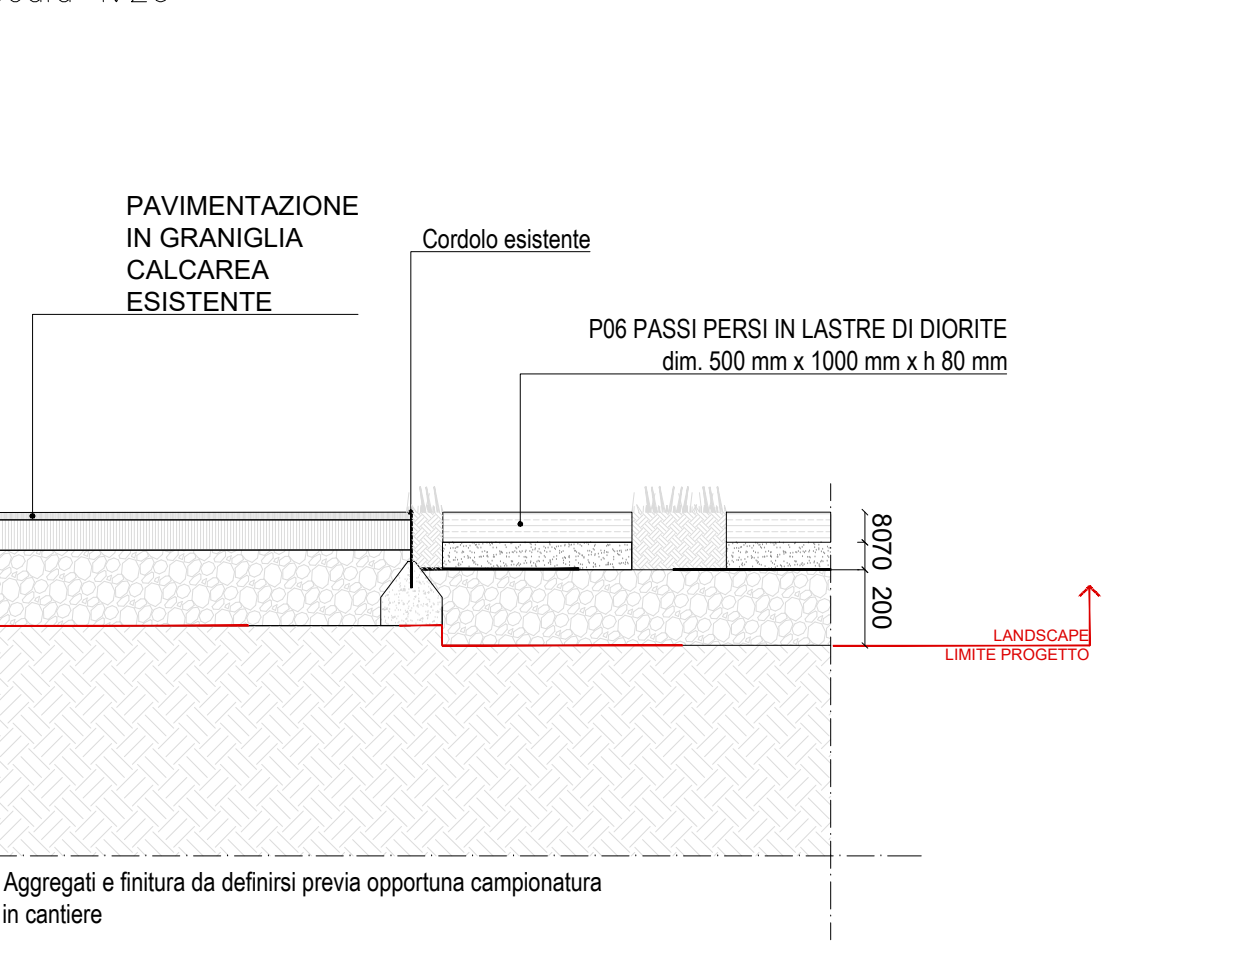 PAVIMENTAZIONE
IN GRANIGLIA
CALCAREA
ESISTENTE
Cordolo esistente
P06 PASSI PERSI IN LASTRE DI DIORITE
dim. 500 mm x 1000 mm x h 80 mm
80
70
200
LANDSCAPE
LIMITE PROGETTO
Aggregati e finitura da definirsi previa opportuna campionatura
in cantiere